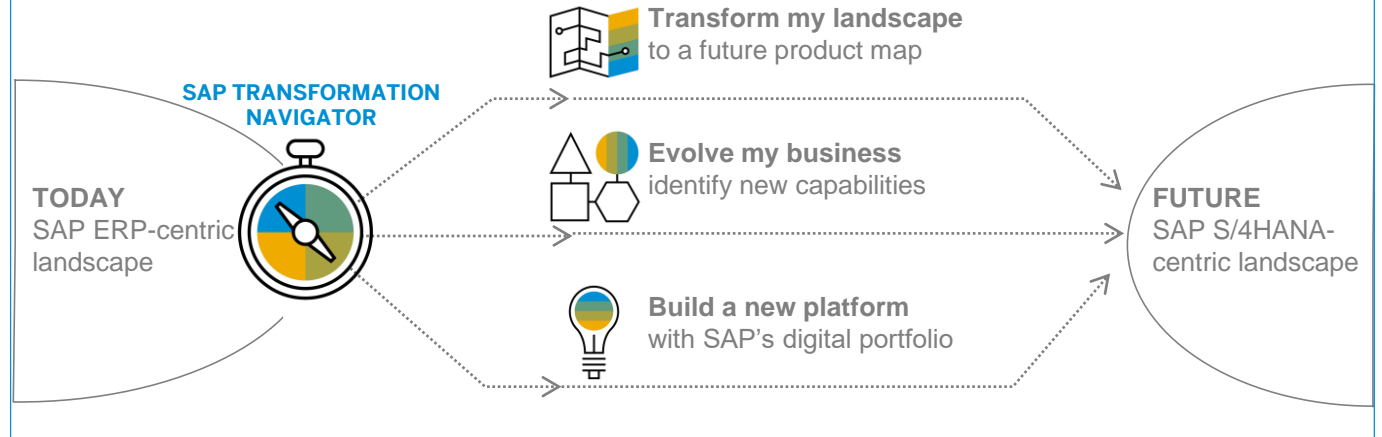 Transform my landscape
to a future product map
SAP TRANSFORMATION
NAVIGATOR
Evolve my business
identify new capabilities
TODAY
SAP ERP-centric
landscape
FUTURE
SAP S/4HANA-
centric landscape
Build a new platform
with SAP’s digital portfolio